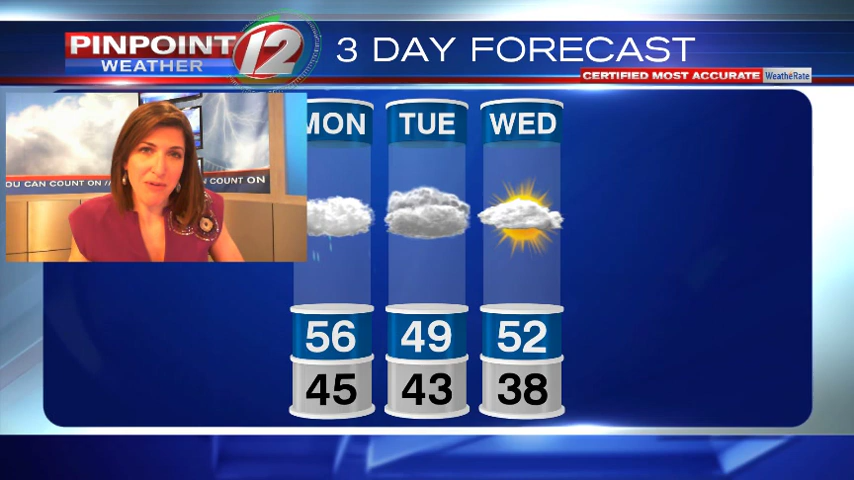 PINPOINT
WEATHER
12
3 DAY FORECAST
CERTIFIED MOST ACCURATE
WeatheRate
MON TUE WED
OU CAN COUNT ON //
COUNT ON
56 49 52
45 43 38